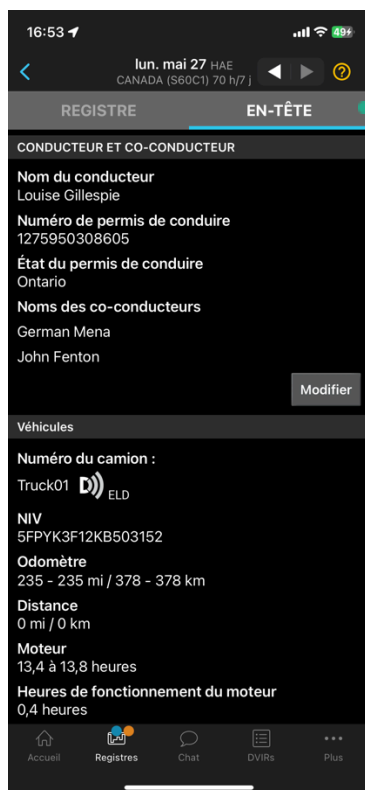 16:53
49
lun. mai 27 HAE
CANADA (S60C1) 70 h/7 j
REGISTRE
EN-TÊTE
CONDUCTEUR ET CO-CONDUCTEUR
Nom du conducteur
Louise Gillespie
Numéro de permis de conduire
1275950308605
État du permis de conduire
Ontario
Noms des co-conducteurs
German Mena
John Fenton
Modifier
Véhicules
Numéro du camion :
Truck01 D ELD
NIV
5FPYK3F12KB503152
Odomètre
235 - 235 mi / 378 - 378 km
Distance
0 mi / 0 km
Moteur
13,4 à 13,8 heures
Heures de fonctionnement du moteur
0,4 heures
Accueil
Registres
Chat
DVIRs
Plus